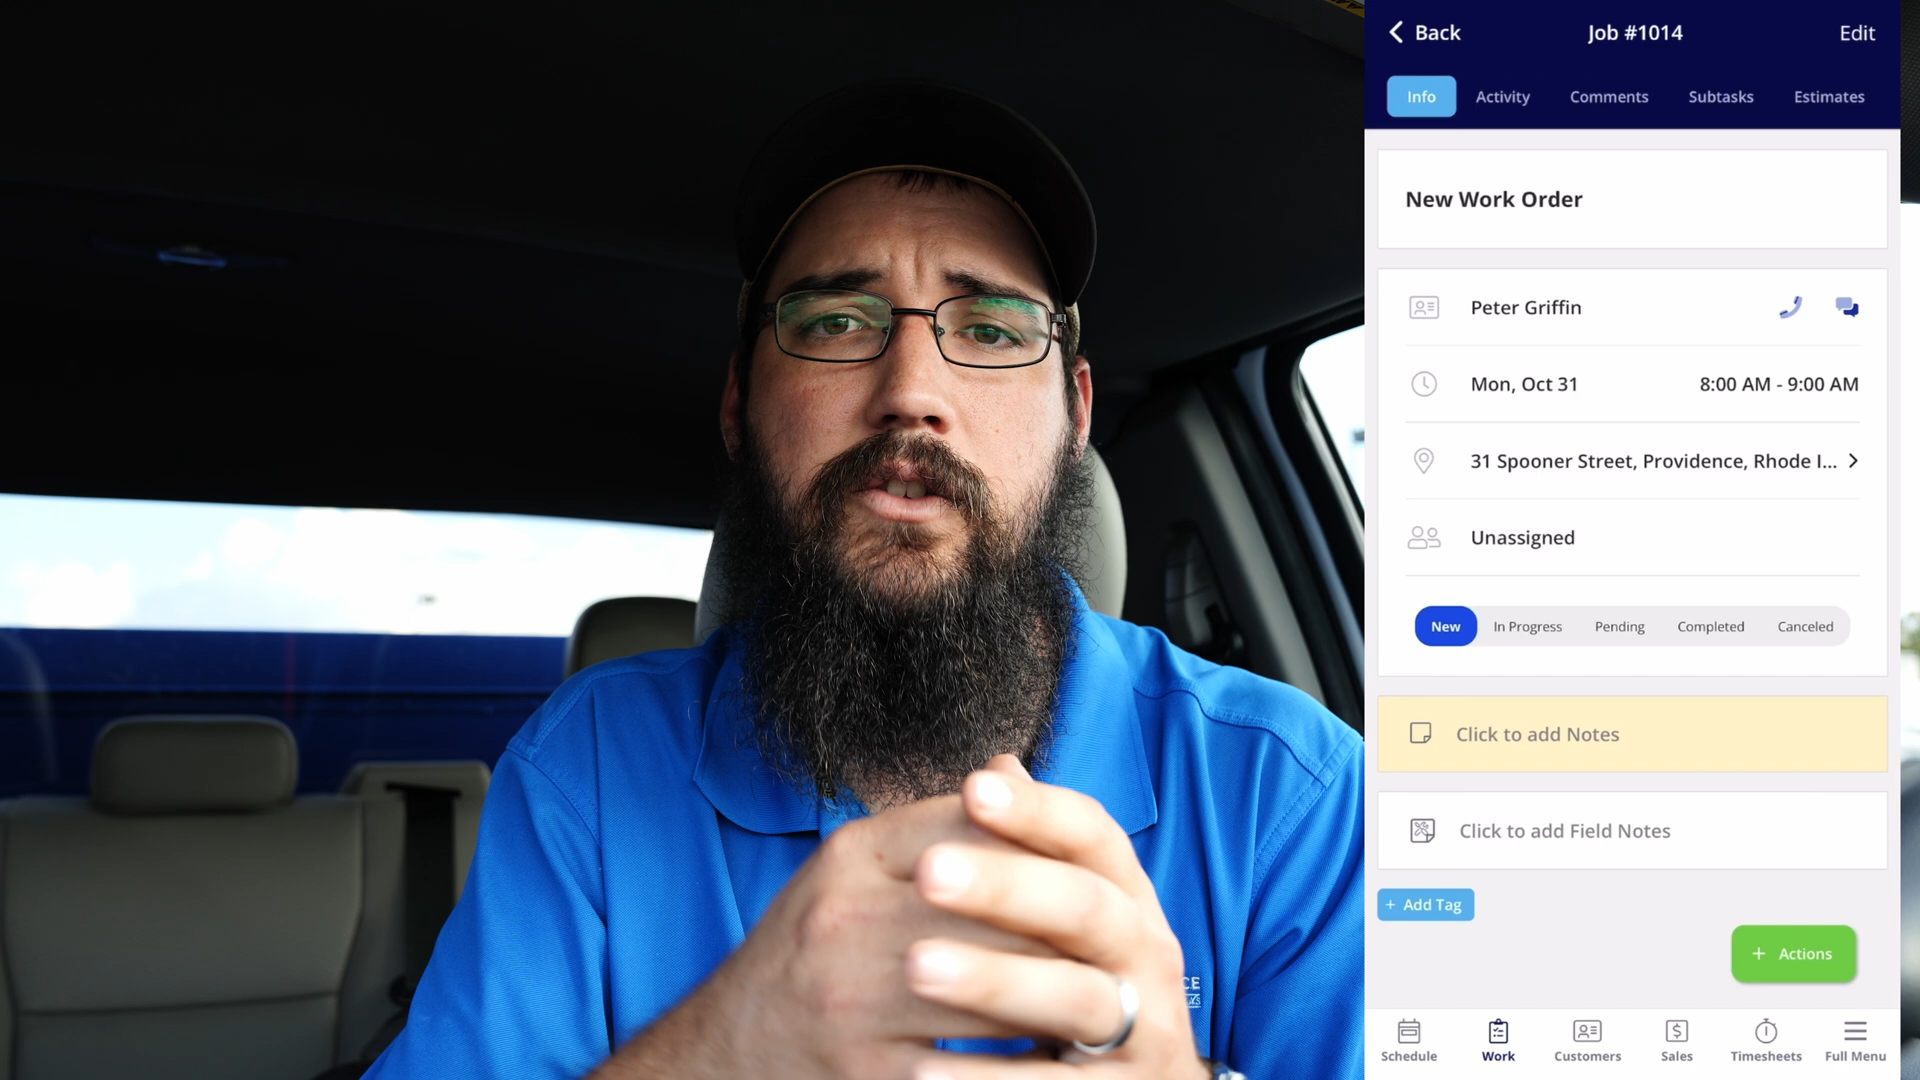 Back
Job #1014
Edit
Info
Activity
Comments
Subtasks
Estimates
New Work Order
Peter Griffin
Mon, Oct 31
8:00 AM - 9:00 AM
31 Spooner Street, Providence, Rhode I...
Unassigned
New
In Progress
Pending
Completed
Canceled
Click to add Notes
Click to add Field Notes
+ Add Tag
+ Actions
Schedule
Work
Customers
Sales
Timesheets
Full Menu
CE